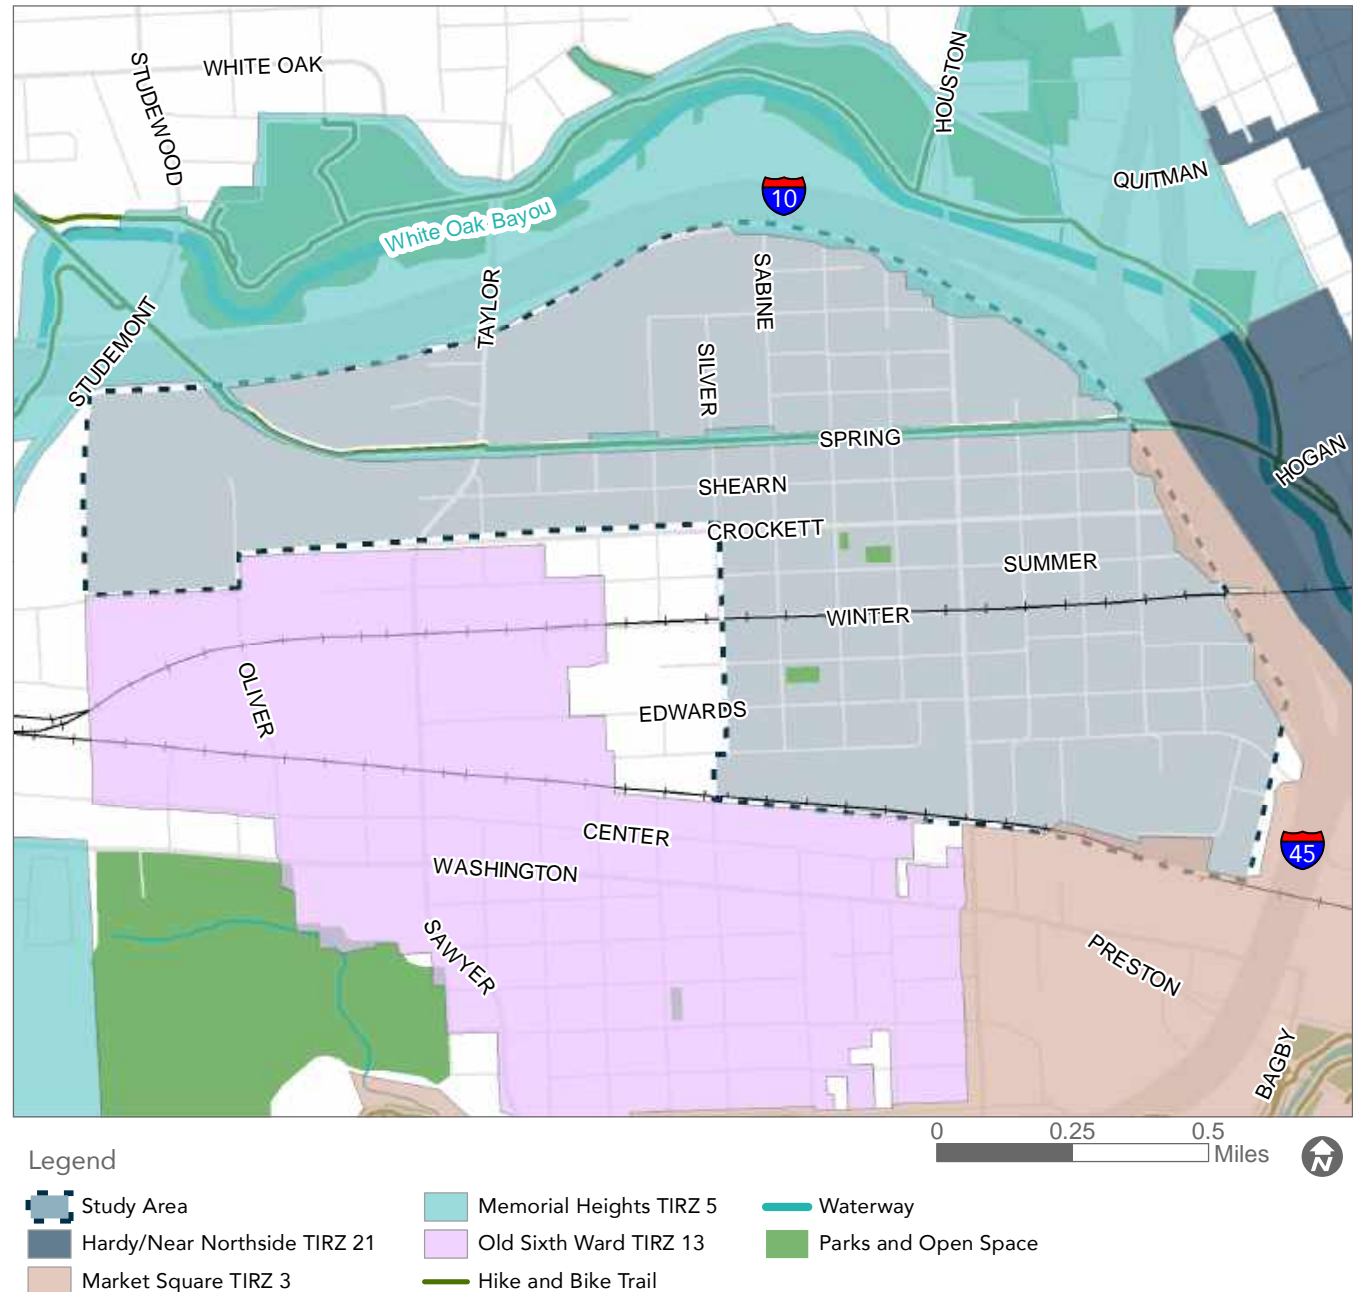 WHITE OAK
STUDEWOOD
HOUSTON
QUITMAN
10
White Oak Bayou
TAYLOR
SABINE
STUDEMONT
SILVER
SPRING
HOGAN
SHEARN
CROCKETT
SUMMER
WINTER
OLIVER
EDWARDS
CENTER
45
WASHINGTON
SAWYER
PRESTON
BAGBY
0 0.25 0.5
Miles
N
Legend
Study Area
Hardy/Near Northside TIRZ 21
Market Square TIRZ 3
Memorial Heights TIRZ 5
Old Sixth Ward TIRZ 13
Hike and Bike Trail
Waterway
Parks and Open Space